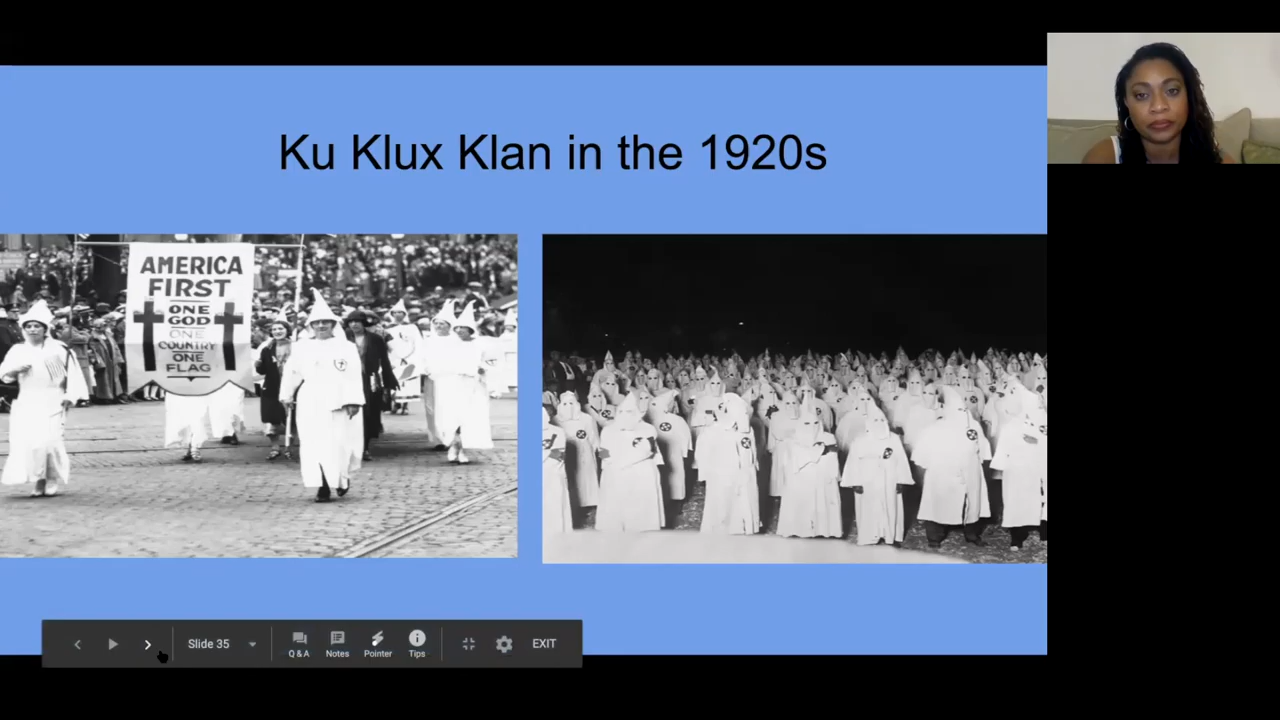 Ku Klux Klan in the 1920s
AMERICA
FIRST
ONE
GOD
ONE
COUNTRY
ONE
FLAG
Slide 35
Q & A
Notes
Pointer
Tips
EXIT